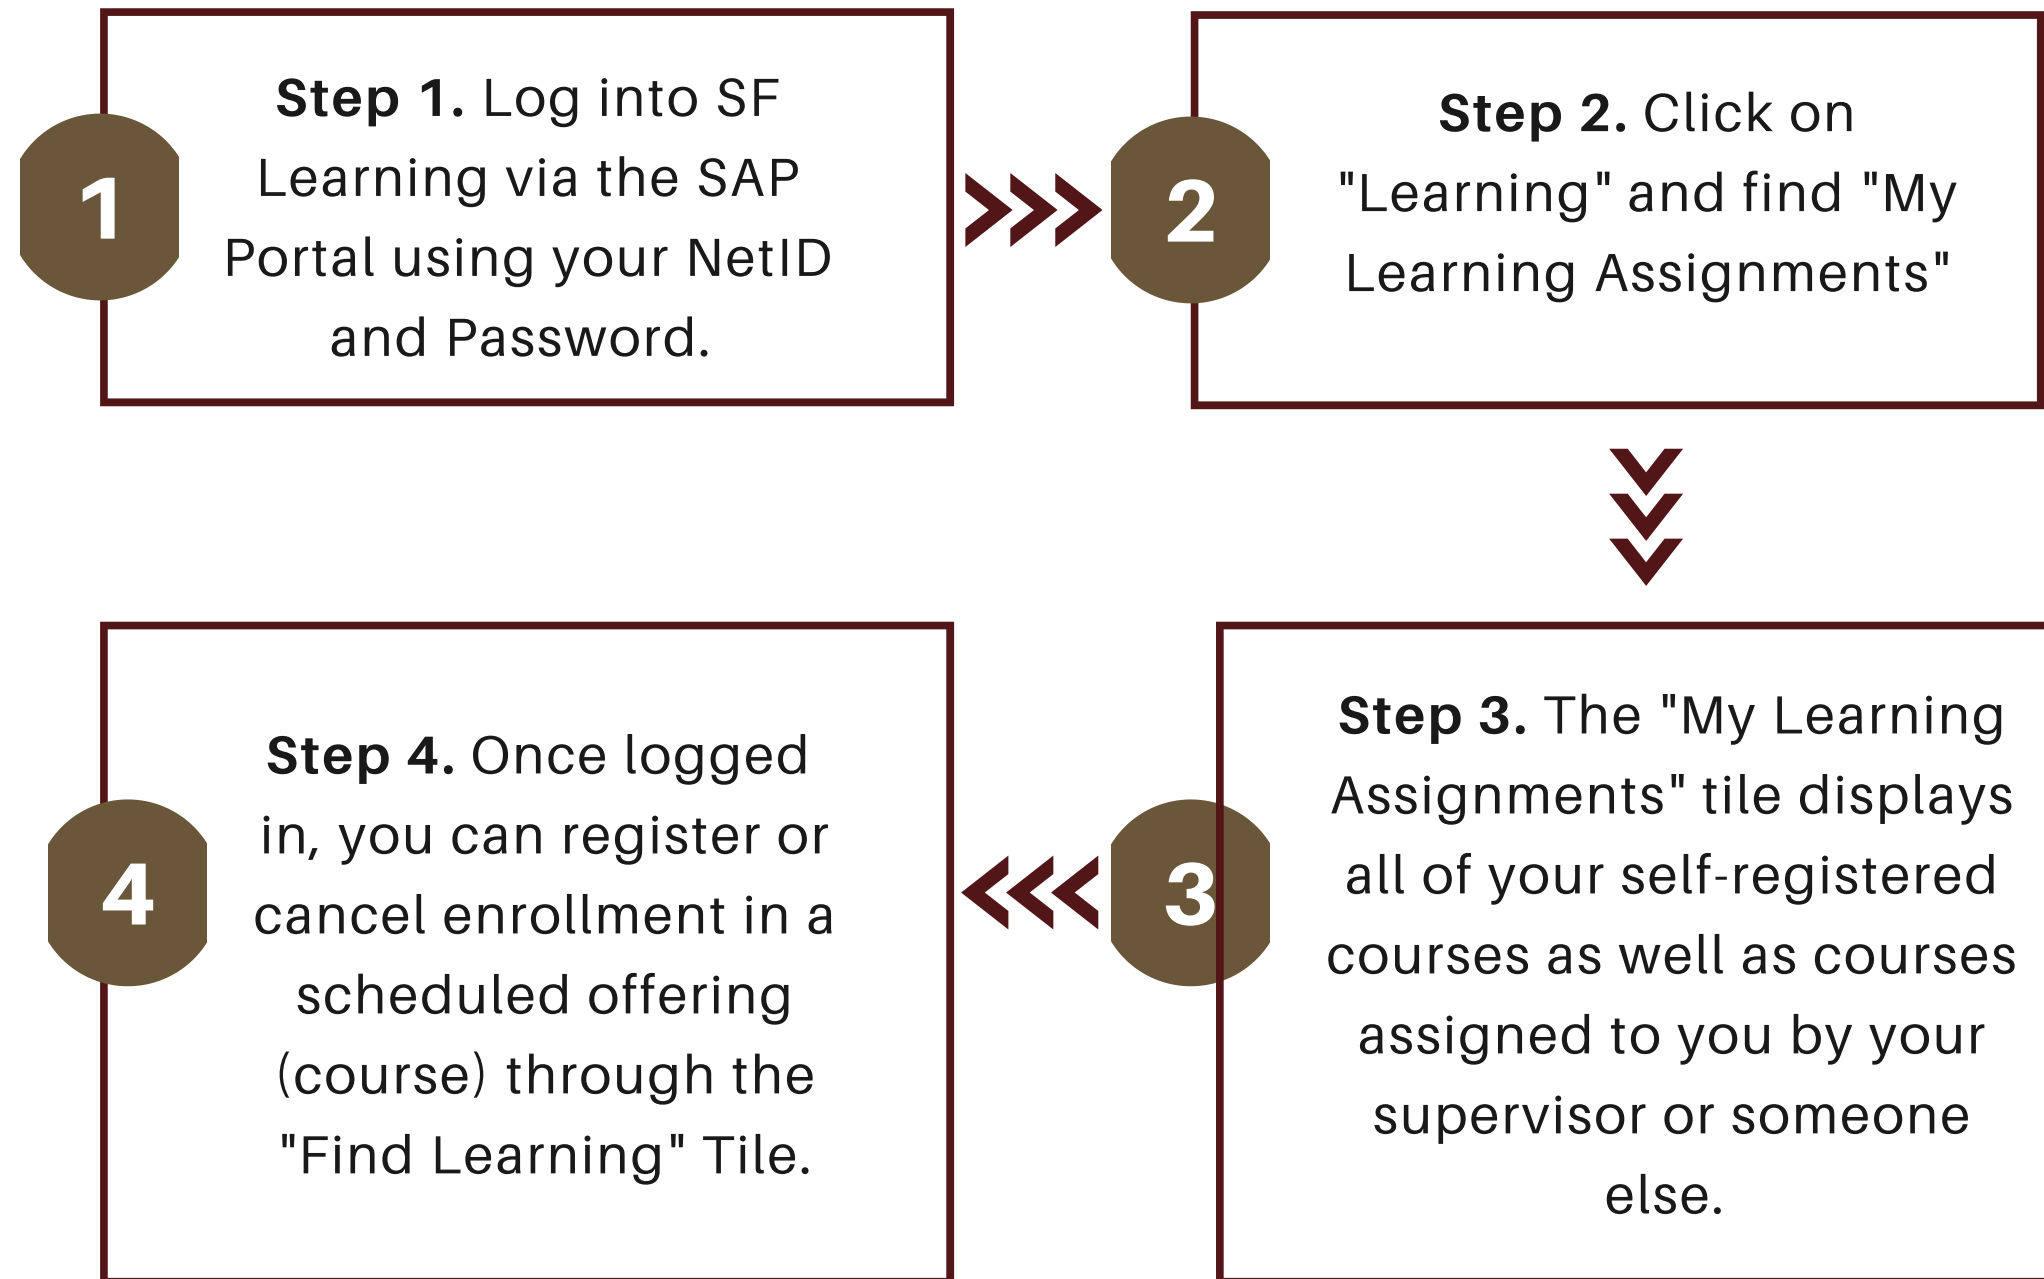 1
Step 1. Log into SF
Learning via the SAP
Portal using your NetID
and Password.
2
Step 2. Click on
"Learning" and find "My
Learning Assignments"
3
Step 3. The "My Learning
Assignments" tile displays
all of your self-registered
courses as well as courses
assigned to you by your
supervisor or someone
else.
4
Step 4. Once logged
in, you can register or
cancel enrollment in a
scheduled offering
(course) through the
"Find Learning" Tile.